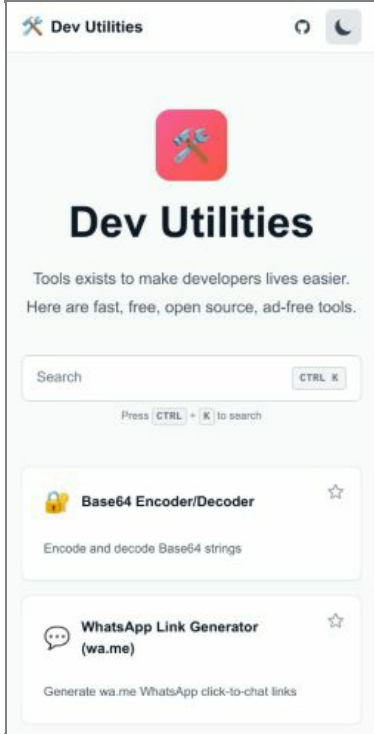 Dev Utilities
Dev Utilities
Tools exists to make developers lives easier.
Here are fast, free, open source, ad-free tools.
Search CTRL K
Press CTRL + K to search
Base64 Encoder/Decoder
Encode and decode Base64 strings
WhatsApp Link Generator
(wa.me)
Generate wa.me WhatsApp click-to-chat links